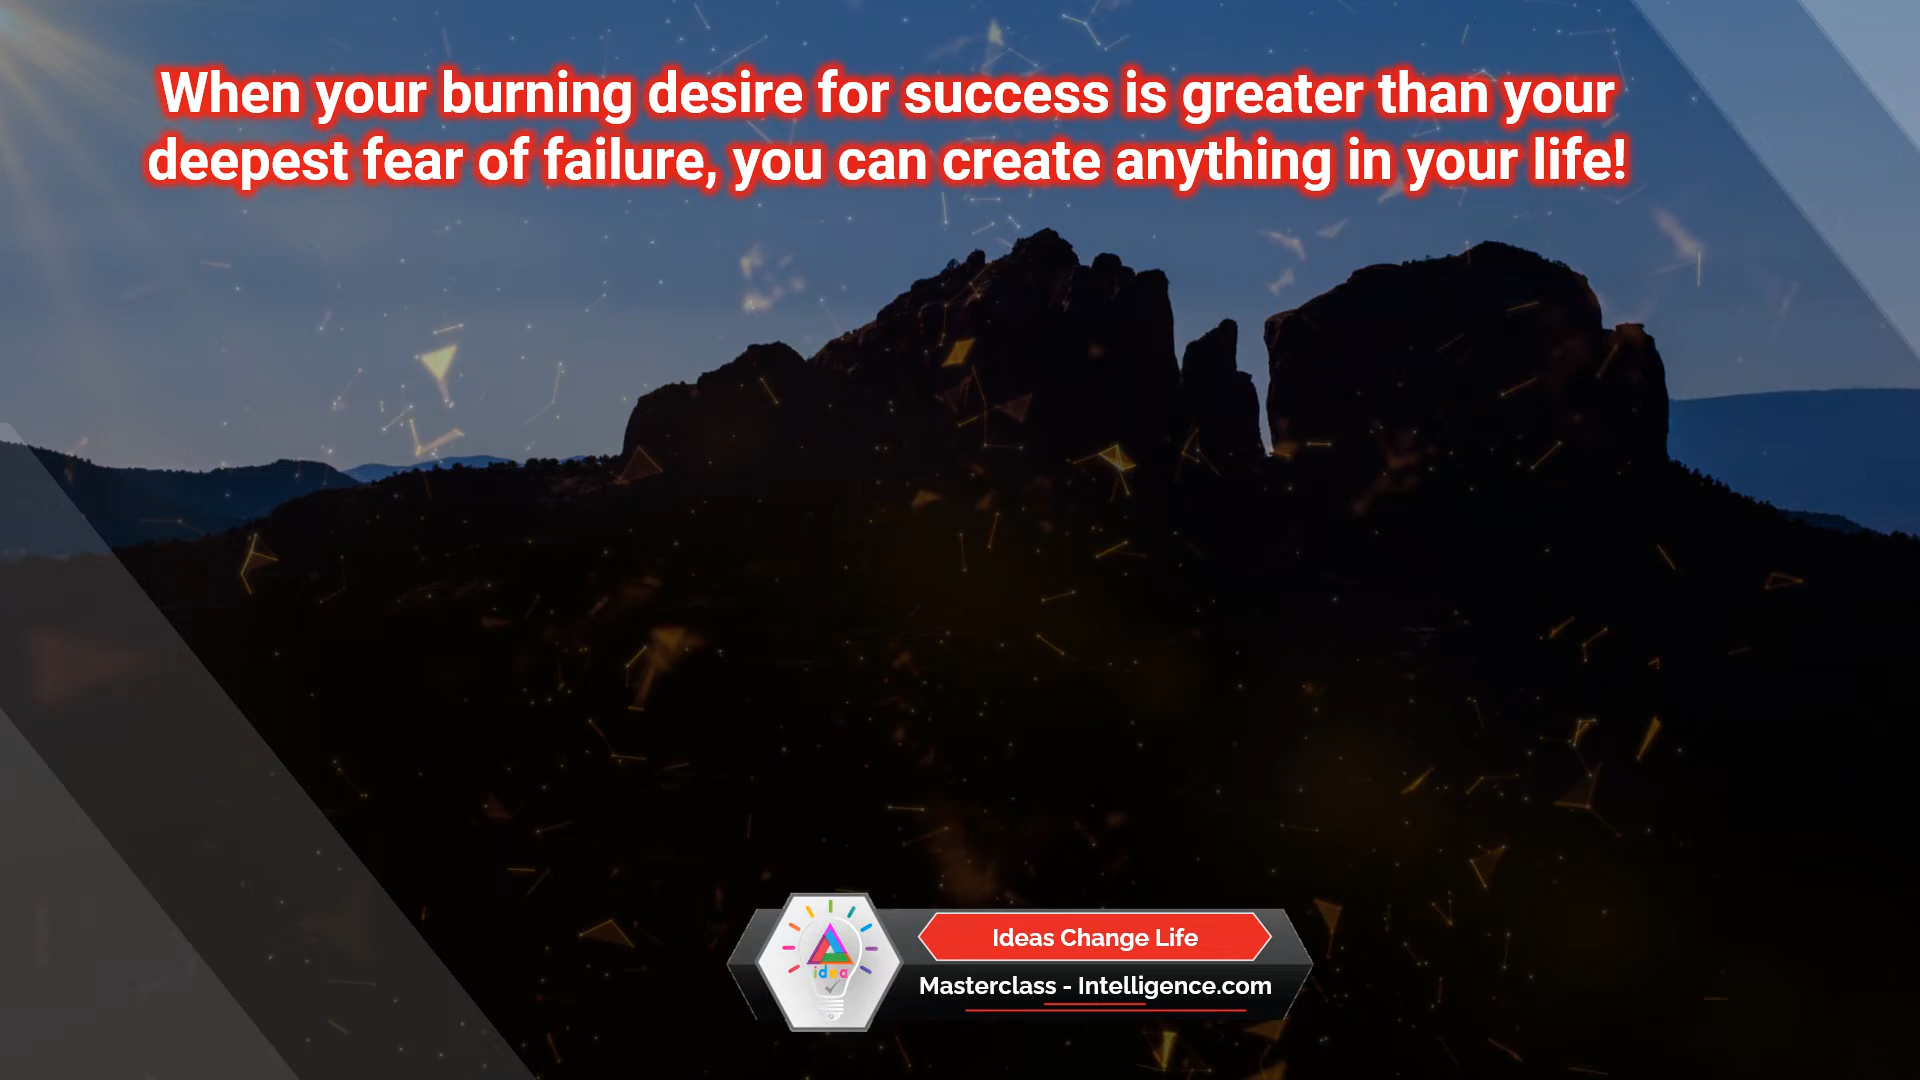 When your burning desire for success is greater than your
deepest fear of failure, you can create anything in your life!
idea
Ideas Change Life
Masterclass - Intelligence.com